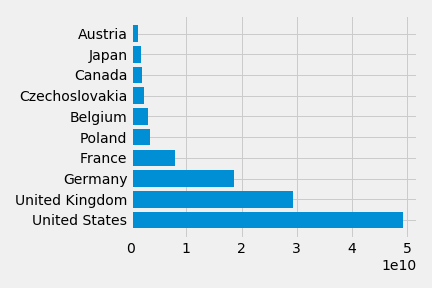 Austria
Japan
Canada
Czechoslovakia
Belgium
Poland
France
Germany
United Kingdom
United States
0 1 2 3 4 5
1e10